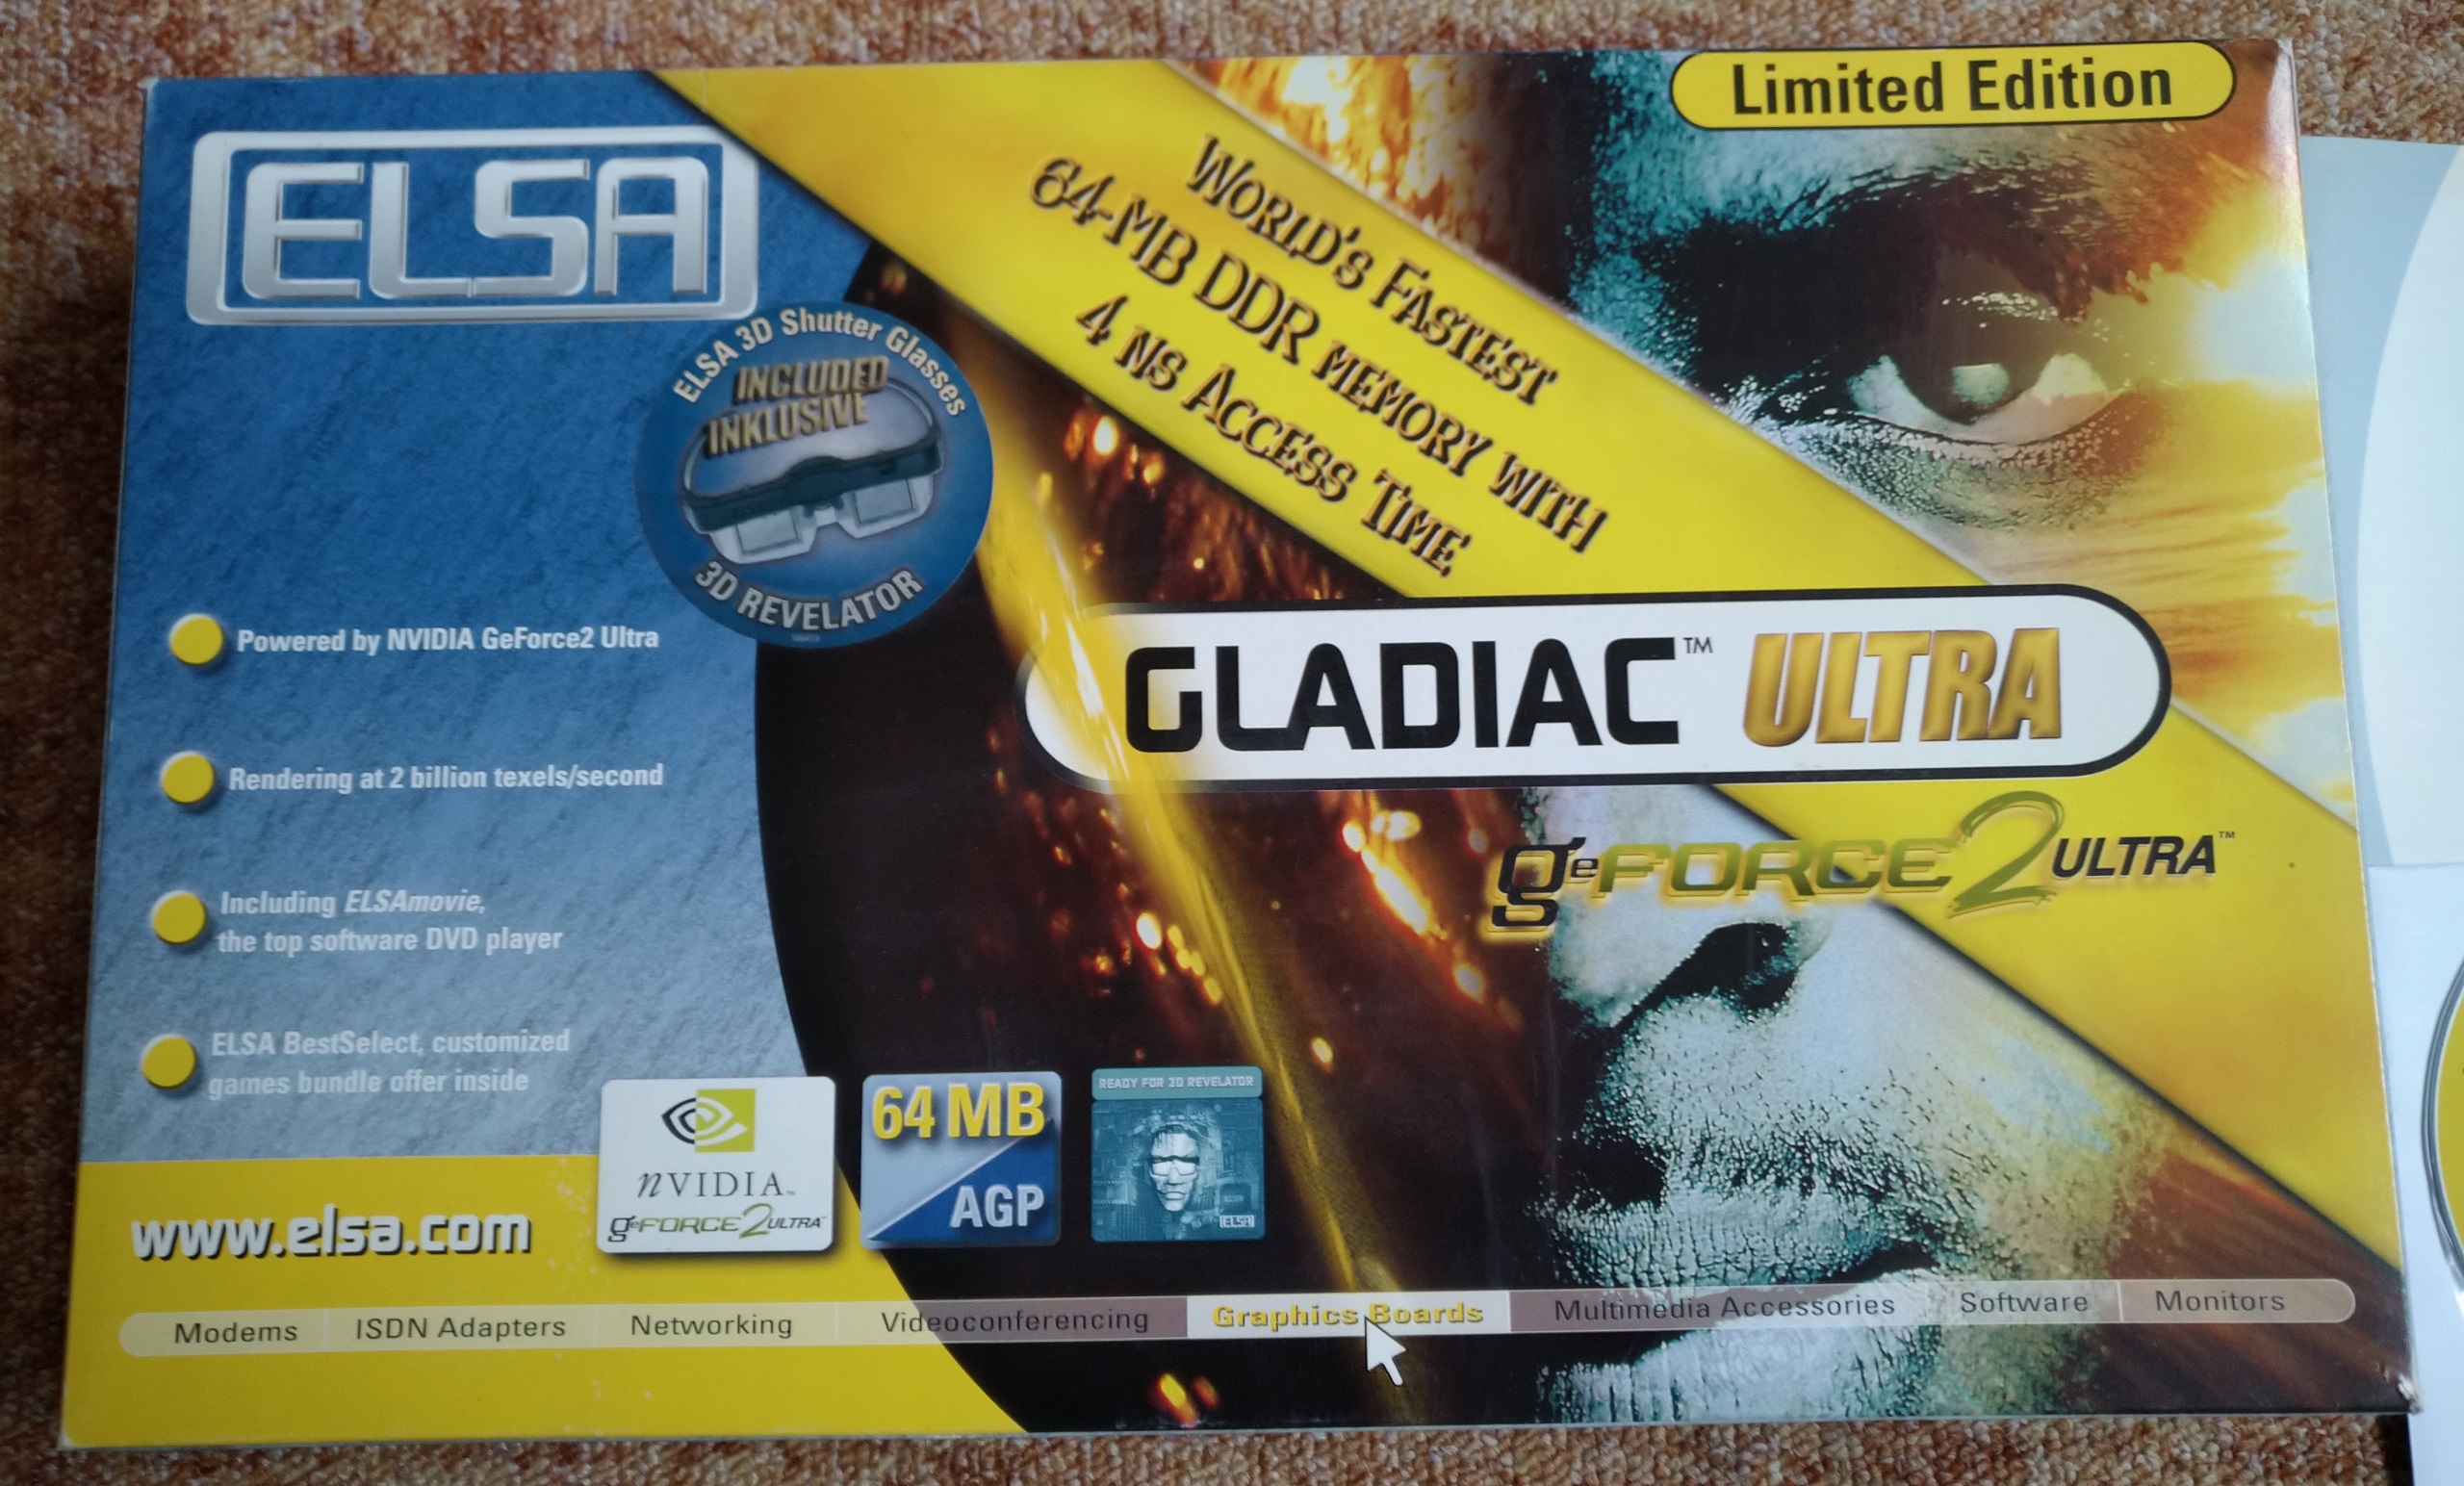 Limited Edition
ELSA
World's Fastest
64-MB DDR memory with
4 ns Access Time
ELSA 3D Shutter Glasses
INCLUDED
INKLUSIVE
3D REVELATOR
Powered by NVIDIA GeForce2 Ultra
Rendering at 2 billion texels/second
Including ELSAmovie,
the top software DVD player
ELSA BestSelect, customized
games bundle offer inside
GLADIAC™ ULTRA
geFORCE2 ULTRA™
nVIDIA™
geFORCE2 ULTRA™
64 MB
AGP
READY FOR 3D REVELATOR
ELSA
www.elsa.com
Modems ISDN Adapters Networking Videoconferencing Graphics Boards Multimedia Accessories Software Monitors